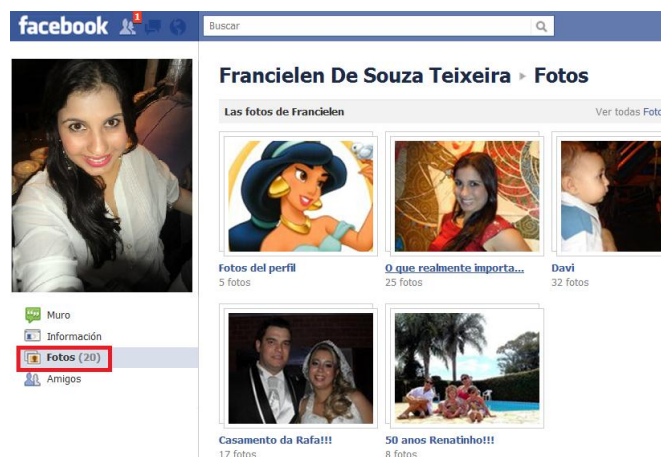 facebook
1
Buscar
Francielen De Souza Teixeira ▸ Fotos
Las fotos de Francielen
Ver todas Foto
Fotos del perfil
5 fotos
O que realmente importa...
25 fotos
Davi
32 fotos
Muro
Información
Fotos (20)
Amigos
Casamento da Rafa!!!
17 fotos
50 anos Renatinho!!!
8 fotos